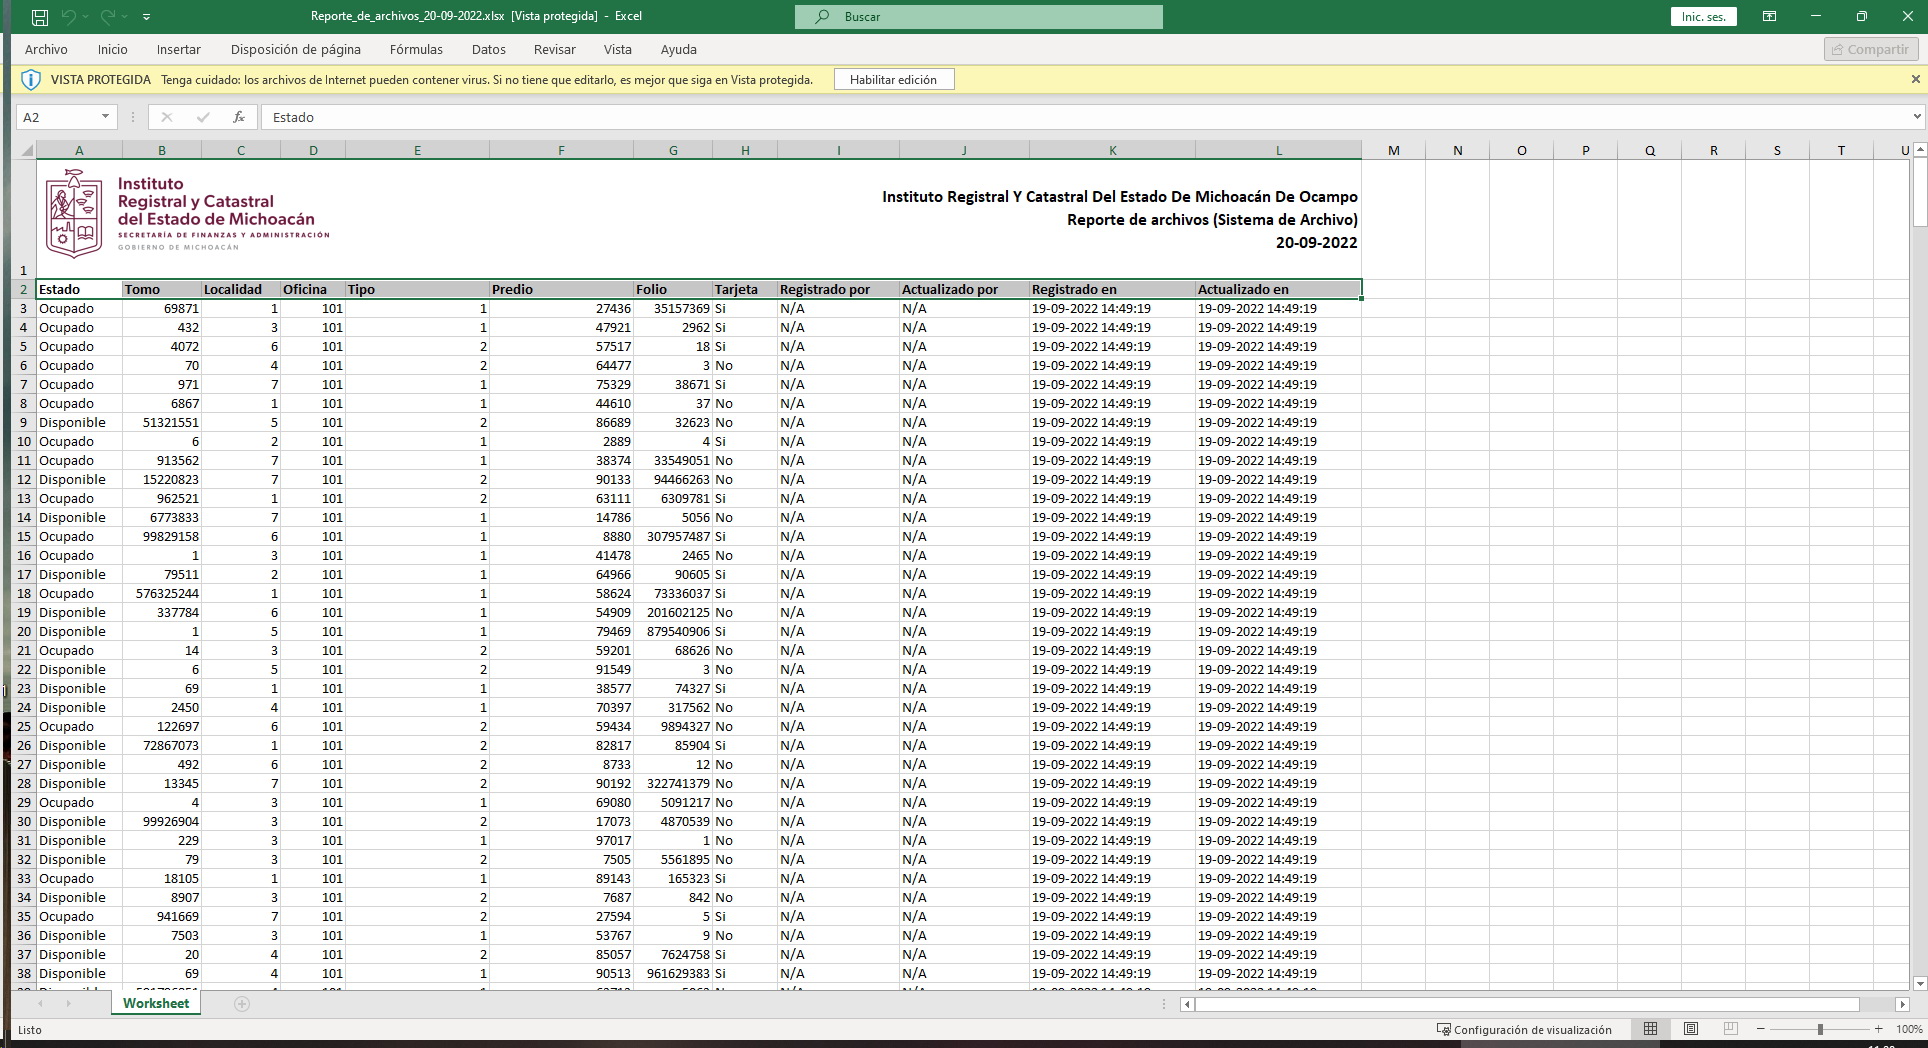 Reporte_de_archivos_20-09-2022.xlsx [Vista protegida] - Excel
Buscar
Inic. ses.
Archivo Inicio Insertar Disposición de página Fórmulas Datos Revisar Vista Ayuda Compartir
VISTA PROTEGIDA Tenga cuidado: los archivos de Internet pueden contener virus. Si no tiene que editarlo, es mejor que siga en Vista protegida. Habilitar edición
A2 fx Estado
A B C D E F G H I J K L M N O P Q R S T U
Instituto
Registral y Catastral
del Estado de Michoacán
SECRETARÍA DE FINANZAS Y ADMINISTRACIÓN
GOBIERNO DE MICHOACÁN
Instituto Registral Y Catastral Del Estado De Michoacán De Ocampo
Reporte de archivos (Sistema de Archivo)
20-09-2022
1
2 Estado Tomo Localidad Oficina Tipo Predio Folio Tarjeta Registrado por Actualizado por Registrado en Actualizado en
3 Ocupado 69871 1 101 1 27436 35157369 Si N/A N/A 19-09-2022 14:49:19 19-09-2022 14:49:19
4 Ocupado 432 3 101 1 47921 2962 Si N/A N/A 19-09-2022 14:49:19 19-09-2022 14:49:19
5 Ocupado 4072 6 101 2 57517 18 Si N/A N/A 19-09-2022 14:49:19 19-09-2022 14:49:19
6 Ocupado 70 4 101 2 64477 3 No N/A N/A 19-09-2022 14:49:19 19-09-2022 14:49:19
7 Ocupado 971 7 101 1 75329 38671 Si N/A N/A 19-09-2022 14:49:19 19-09-2022 14:49:19
8 Ocupado 6867 1 101 1 44610 37 No N/A N/A 19-09-2022 14:49:19 19-09-2022 14:49:19
9 Disponible 51321551 5 101 2 86689 32623 No N/A N/A 19-09-2022 14:49:19 19-09-2022 14:49:19
10 Ocupado 6 2 101 1 2889 4 Si N/A N/A 19-09-2022 14:49:19 19-09-2022 14:49:19
11 Ocupado 913562 7 101 1 38374 33549051 No N/A N/A 19-09-2022 14:49:19 19-09-2022 14:49:19
12 Disponible 15220823 7 101 2 90133 94466263 No N/A N/A 19-09-2022 14:49:19 19-09-2022 14:49:19
13 Ocupado 962521 1 101 2 63111 6309781 Si N/A N/A 19-09-2022 14:49:19 19-09-2022 14:49:19
14 Disponible 6773833 7 101 1 14786 5056 No N/A N/A 19-09-2022 14:49:19 19-09-2022 14:49:19
15 Ocupado 99829158 6 101 1 8880 307957487 Si N/A N/A 19-09-2022 14:49:19 19-09-2022 14:49:19
16 Ocupado 1 3 101 1 41478 2465 No N/A N/A 19-09-2022 14:49:19 19-09-2022 14:49:19
17 Disponible 79511 2 101 1 64966 90605 Si N/A N/A 19-09-2022 14:49:19 19-09-2022 14:49:19
18 Ocupado 576325244 1 101 1 58624 73336037 Si N/A N/A 19-09-2022 14:49:19 19-09-2022 14:49:19
19 Disponible 337784 6 101 1 54909 201602125 No N/A N/A 19-09-2022 14:49:19 19-09-2022 14:49:19
20 Disponible 1 5 101 1 79469 879540906 Si N/A N/A 19-09-2022 14:49:19 19-09-2022 14:49:19
21 Ocupado 14 3 101 2 59201 68626 No N/A N/A 19-09-2022 14:49:19 19-09-2022 14:49:19
22 Disponible 6 5 101 2 91549 3 No N/A N/A 19-09-2022 14:49:19 19-09-2022 14:49:19
23 Disponible 69 1 101 1 38577 74327 Si N/A N/A 19-09-2022 14:49:19 19-09-2022 14:49:19
24 Disponible 2450 4 101 1 70397 317562 No N/A N/A 19-09-2022 14:49:19 19-09-2022 14:49:19
25 Ocupado 122697 6 101 2 59434 9894327 No N/A N/A 19-09-2022 14:49:19 19-09-2022 14:49:19
26 Disponible 72867073 1 101 2 82817 85904 Si N/A N/A 19-09-2022 14:49:19 19-09-2022 14:49:19
27 Disponible 492 6 101 2 8733 12 No N/A N/A 19-09-2022 14:49:19 19-09-2022 14:49:19
28 Disponible 13345 7 101 2 90192 322741379 No N/A N/A 19-09-2022 14:49:19 19-09-2022 14:49:19
29 Ocupado 4 3 101 1 69080 5091217 No N/A N/A 19-09-2022 14:49:19 19-09-2022 14:49:19
30 Disponible 99926904 3 101 2 17073 4870539 No N/A N/A 19-09-2022 14:49:19 19-09-2022 14:49:19
31 Disponible 229 3 101 1 97017 1 No N/A N/A 19-09-2022 14:49:19 19-09-2022 14:49:19
32 Disponible 79 3 101 2 7505 5561895 No N/A N/A 19-09-2022 14:49:19 19-09-2022 14:49:19
33 Ocupado 18105 1 101 1 89143 165323 Si N/A N/A 19-09-2022 14:49:19 19-09-2022 14:49:19
34 Disponible 8907 3 101 2 7687 842 No N/A N/A 19-09-2022 14:49:19 19-09-2022 14:49:19
35 Ocupado 941669 7 101 2 27594 5 Si N/A N/A 19-09-2022 14:49:19 19-09-2022 14:49:19
36 Disponible 7503 3 101 1 53767 9 No N/A N/A 19-09-2022 14:49:19 19-09-2022 14:49:19
37 Disponible 20 4 101 2 85057 7624758 Si N/A N/A 19-09-2022 14:49:19 19-09-2022 14:49:19
38 Disponible 69 4 101 1 90513 961629383 Si N/A N/A 19-09-2022 14:49:19 19-09-2022 14:49:19
Worksheet
Listo Configuración de visualización 100%